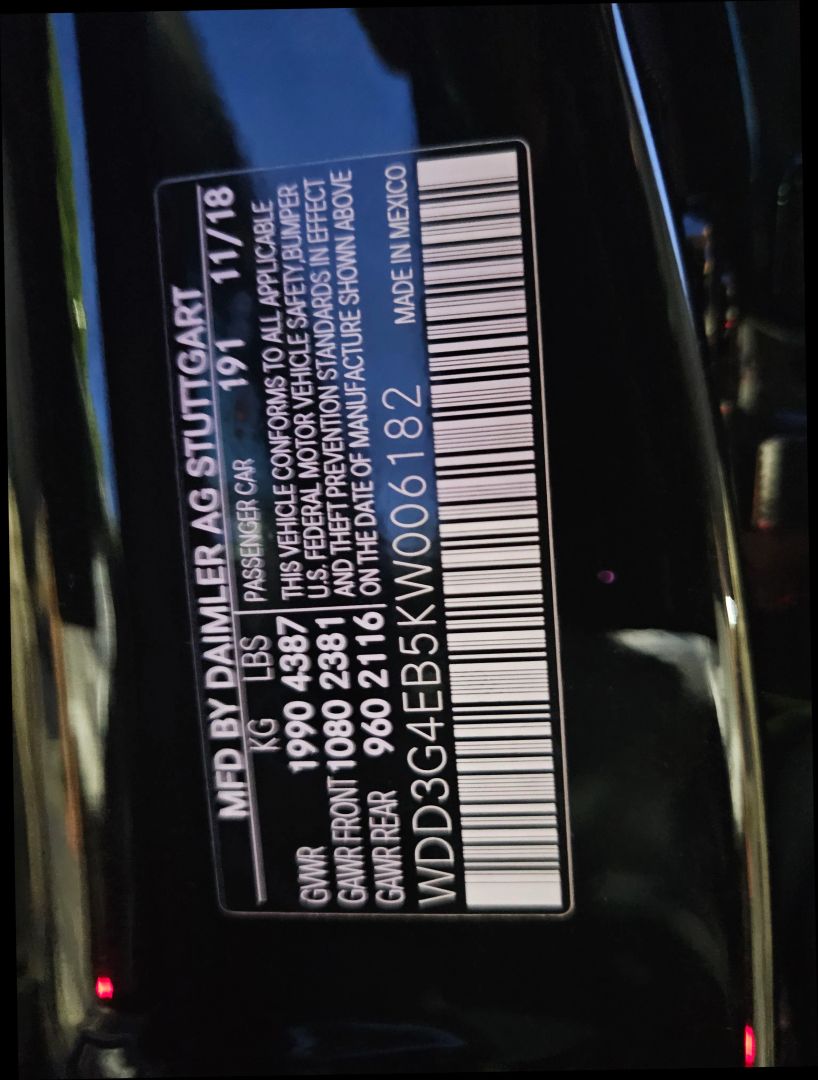 MFD BY DAIMLER AG STUTTGART
KG LBS PASSENGER CAR 191 11/18
GVWR 1990 4387 THIS VEHICLE CONFORMS TO ALL APPLICABLE
GAWR FRONT 1080 2381 U.S. FEDERAL MOTOR VEHICLE SAFETY,BUMPER
GAWR REAR 960 2116 AND THEFT PREVENTION STANDARDS IN EFFECT
ON THE DATE OF MANUFACTURE SHOWN ABOVE
WDD3G4EB5KW006182 MADE IN MEXICO